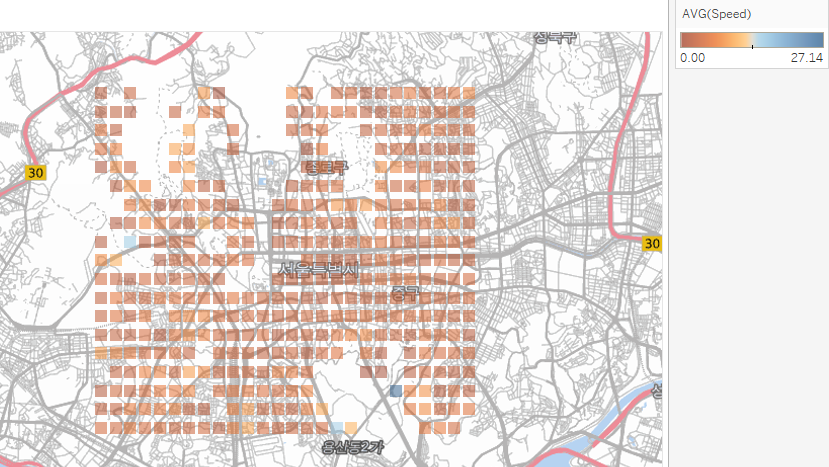 AVG(Speed)
0.00 27.14
성북구
종로구
30
30
서울특별시
중구
용산동2가